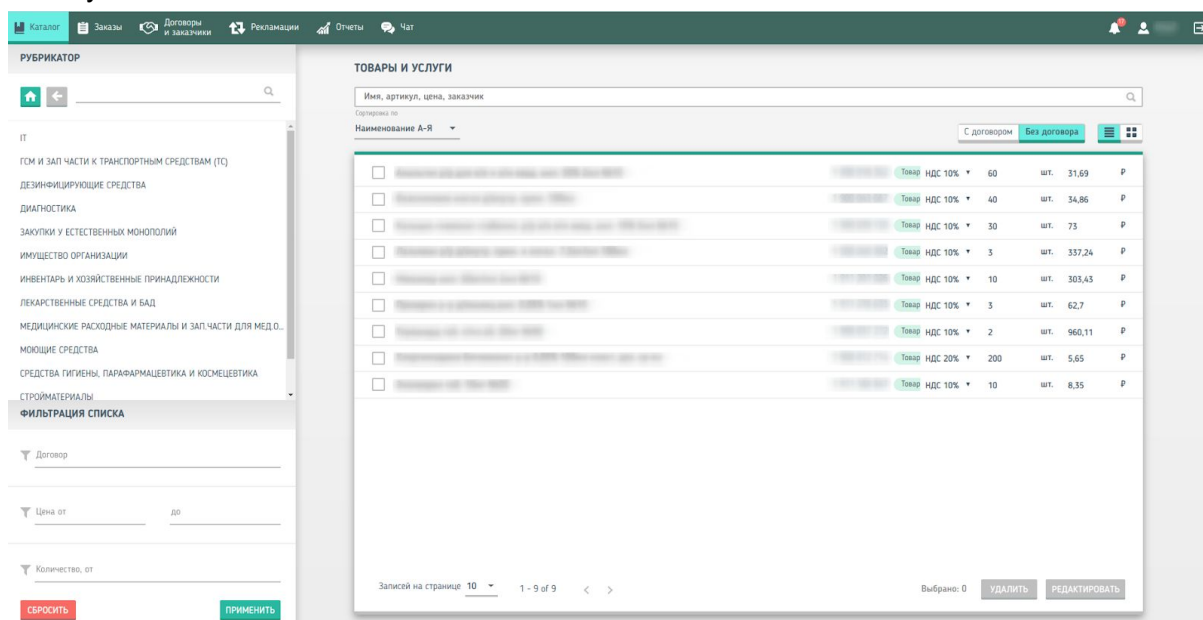 Каталог
Заказы
Договоры
и заказчики
Рекламации
Отчеты
Чат
РУБРИКАТОР
IT
ГСМ И ЗАП ЧАСТИ К ТРАНСПОРТНЫМ СРЕДСТВАМ (ТС)
ДЕЗИНФИЦИРУЮЩИЕ СРЕДСТВА
ДИАГНОСТИКА
ЗАКУПКИ У ЕСТЕСТВЕННЫХ МОНОПОЛИЙ
ИМУЩЕСТВО ОРГАНИЗАЦИИ
ИНВЕНТАРЬ И ХОЗЯЙСТВЕННЫЕ ПРИНАДЛЕЖНОСТИ
ЛЕКАРСТВЕННЫЕ СРЕДСТВА И БАД
МЕДИЦИНСКИЕ РАСХОДНЫЕ МАТЕРИАЛЫ И ЗАП.ЧАСТИ ДЛЯ МЕД.О...
МОЮЩИЕ СРЕДСТВА
СРЕДСТВА ГИГИЕНЫ, ПАРАФАРМАЦЕВТИКА И КОСМЕЦЕВТИКА
СТРОЙМАТЕРИАЛЫ
ФИЛЬТРАЦИЯ СПИСКА
Договор
Цена от до
Количество, от
СБРОСИТЬ ПРИМЕНИТЬ
ТОВАРЫ И УСЛУГИ
Имя, артикул, цена, заказчик
Сортировка по
Наименование А-Я
С договором Без договора
Товар НДС 10% 60 шт. 31,69 ₽
Товар НДС 10% 40 шт. 34,86 ₽
Товар НДС 10% 30 шт. 73 ₽
Товар НДС 10% 3 шт. 337,24 ₽
Товар НДС 10% 10 шт. 303,43 ₽
Товар НДС 10% 3 шт. 62,7 ₽
Товар НДС 10% 2 шт. 960,11 ₽
Товар НДС 20% 200 шт. 5,65 ₽
Товар НДС 10% 10 шт. 8,35 ₽
Записей на странице 10 1 - 9 of 9
Выбрано: 0 УДАЛИТЬ РЕДАКТИРОВАТЬ